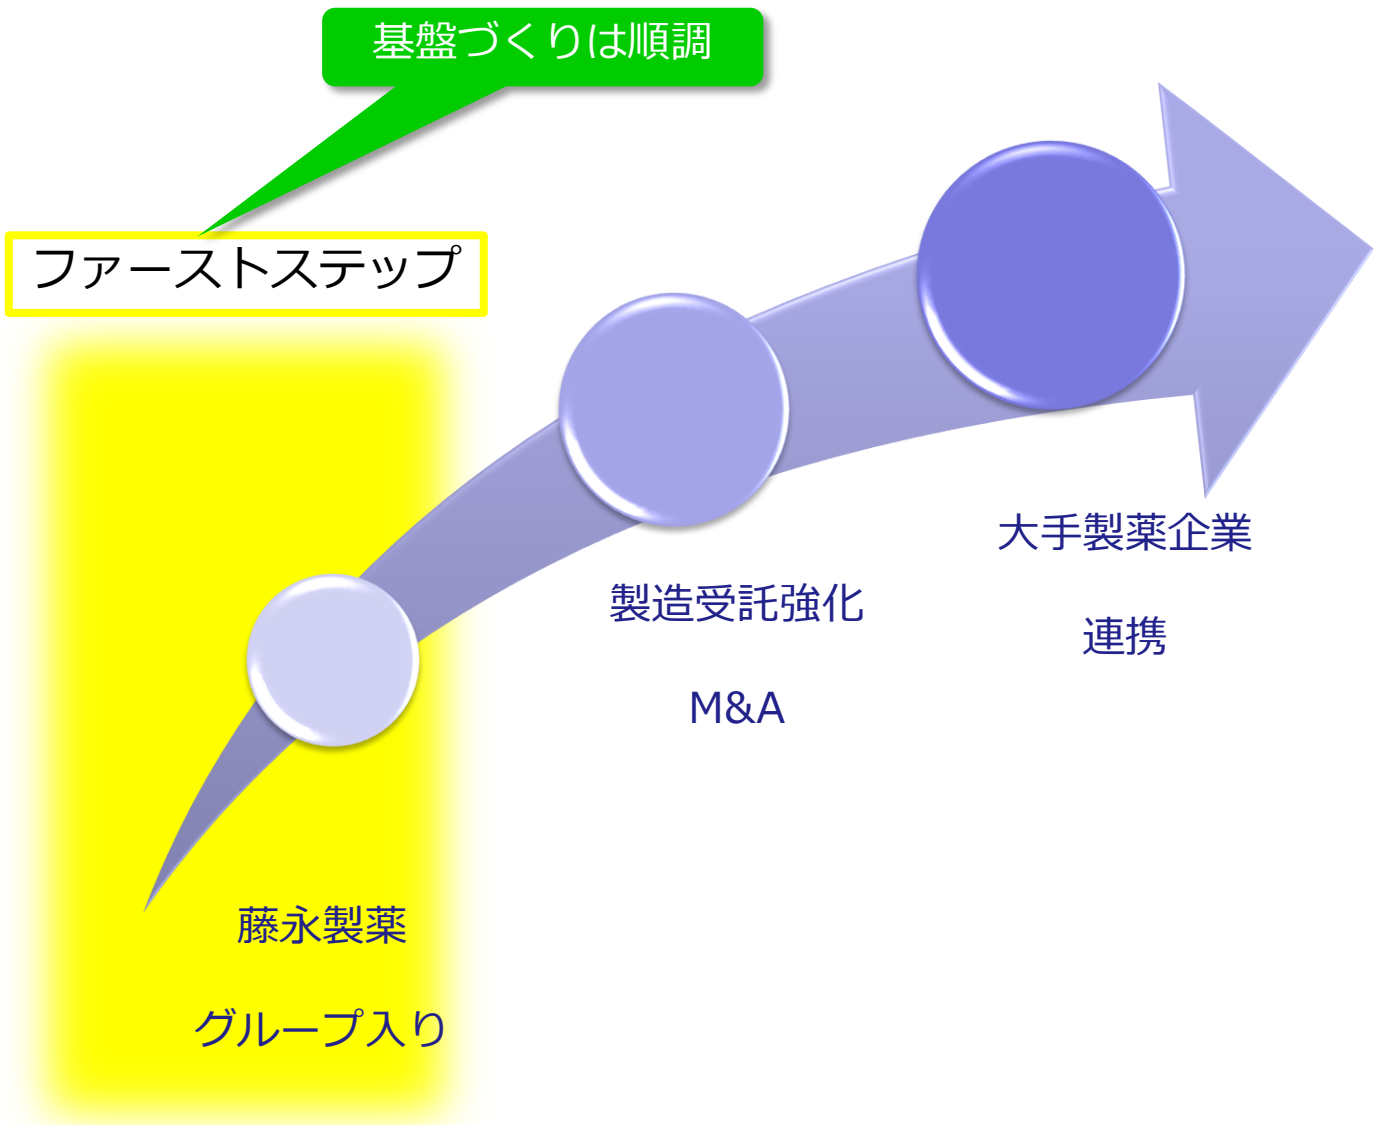 基盤づくりは順調
ファーストステップ
藤永製薬
グループ入り
製造受託強化
M&A
大手製薬企業
連携